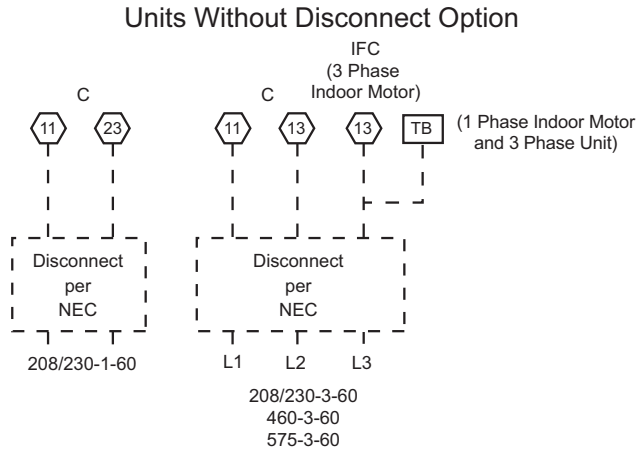 Units Without Disconnect Option
IFC
(3 Phase
Indoor Motor)
C
C
11
23
11
13
13
TB
(1 Phase Indoor Motor
and 3 Phase Unit)
Disconnect
per
NEC
Disconnect
per
NEC
208/230-1-60
L1
L2
L3
208/230-3-60
460-3-60
575-3-60